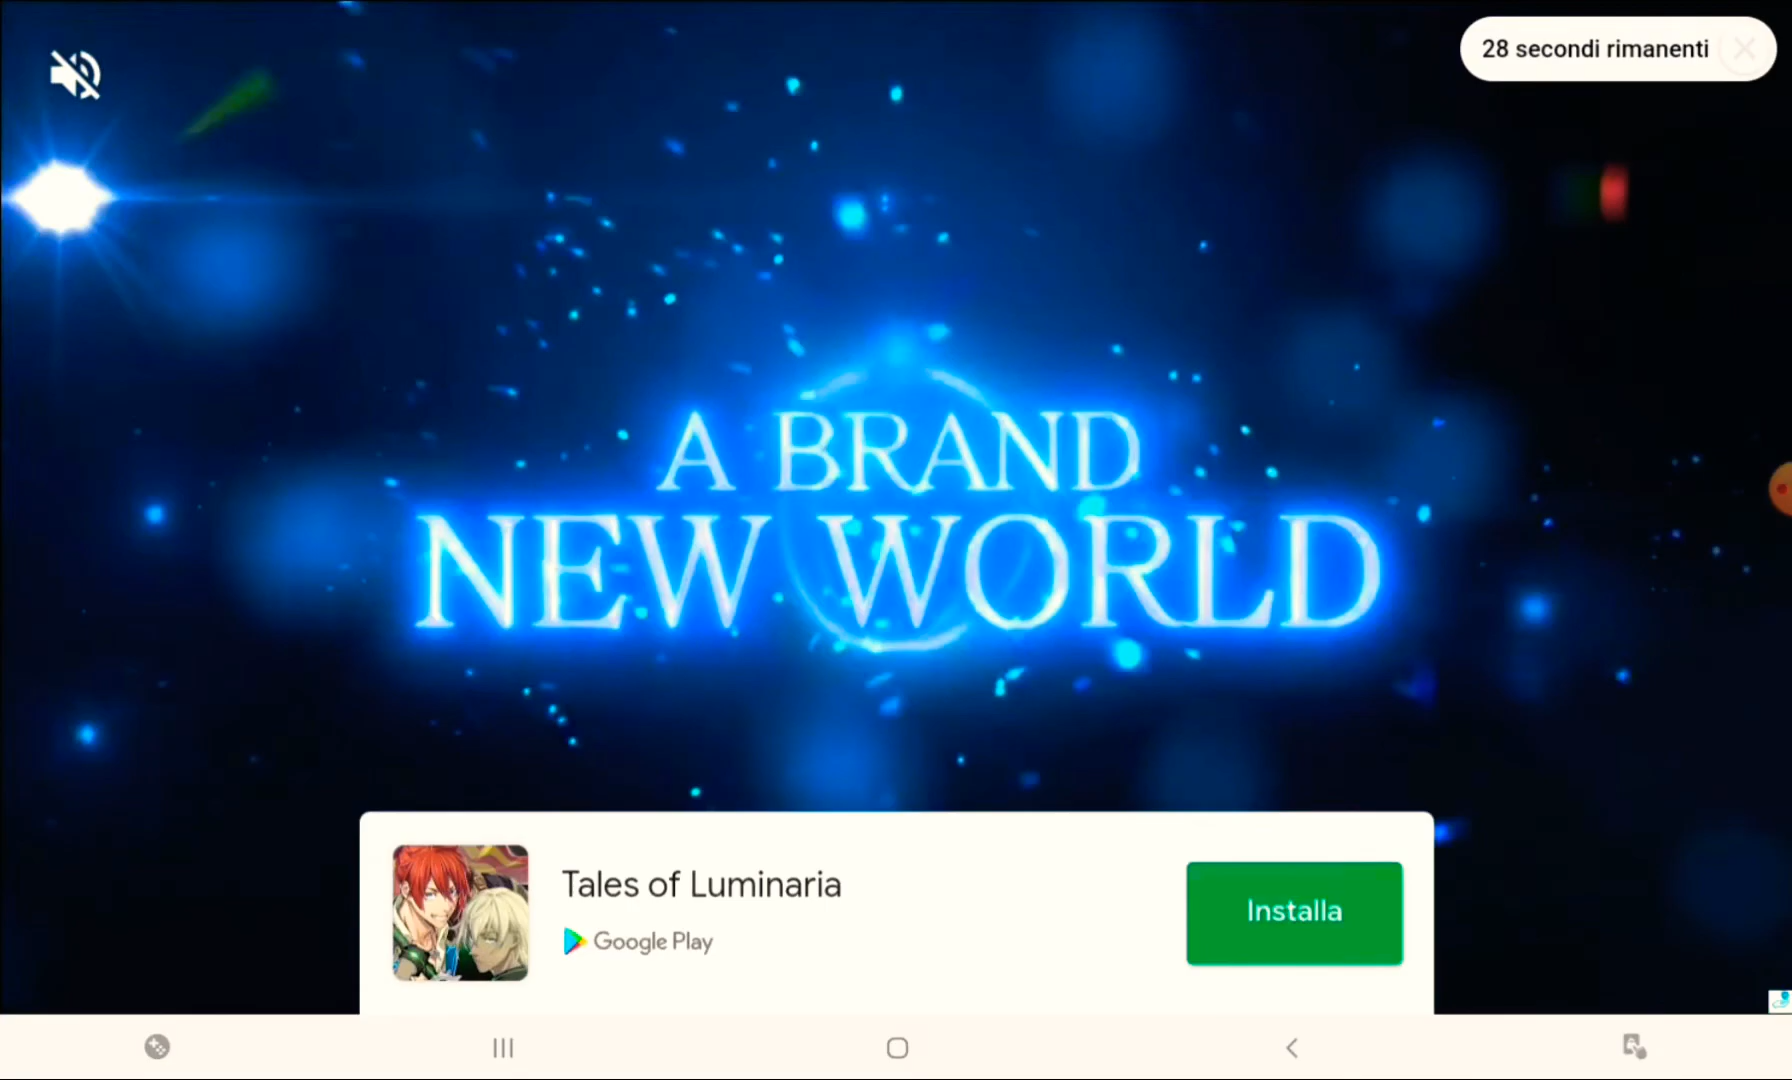 28 secondi rimanenti
A BRAND
NEW WORLD
Tales of Luminaria
Google Play
Installa